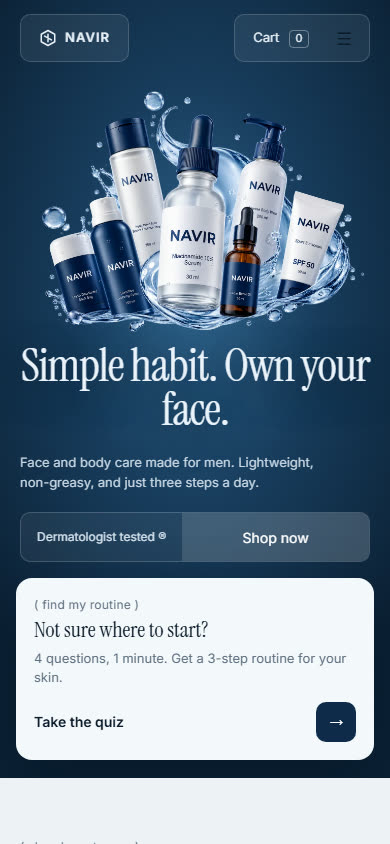 NAVIR
Cart 0
NAVIR
NAVIR
NAVIR
NAVIR
NAVIR
NAVIR
NAVIR
Niacinamide 10%
Serum
30 ml
SPF 50
Simple habit. Own your
face.
Face and body care made for men. Lightweight,
non-greasy, and just three steps a day.
Dermatologist tested ®
Shop now
( find my routine )
Not sure where to start?
4 questions, 1 minute. Get a 3-step routine for your
skin.
Take the quiz →